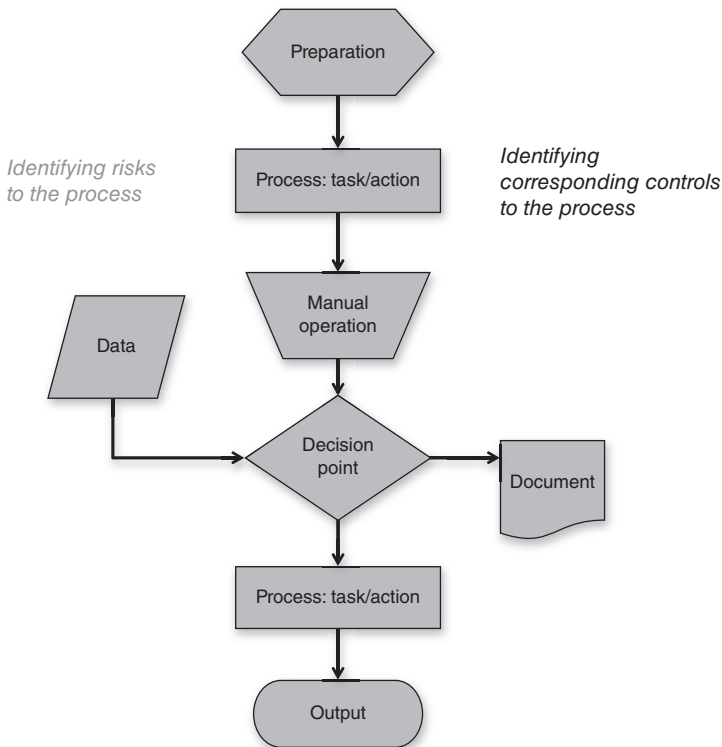 Preparation
Identifying risks
to the process
Process: task/action
Identifying
corresponding controls
to the process
Manual
operation
Data
Decision
point
Document
Process: task/action
Output